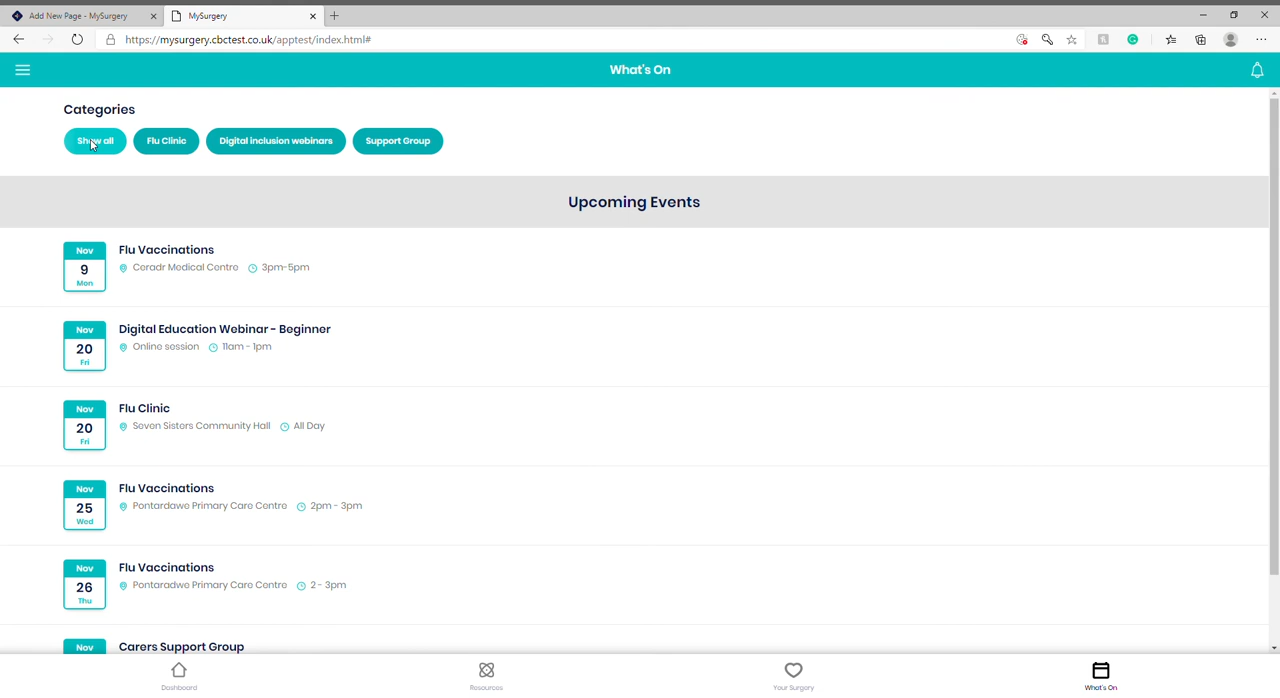 Add New Page - MySurgery
MySurgery
https://mysurgery.cbctest.co.uk/apptest/index.html#
What's On
Categories
Show all
Flu Clinic
Digital inclusion webinars
Support Group
Upcoming Events
Nov
9
Mon
Flu Vaccinations
Ceradr Medical Centre
3pm-5pm
Nov
20
Fri
Digital Education Webinar - Beginner
Online session
11am - 1pm
Nov
20
Fri
Flu Clinic
Seven Sisters Community Hall
All Day
Nov
25
Wed
Flu Vaccinations
Pontardawe Primary Care Centre
2pm - 3pm
Nov
26
Thu
Flu Vaccinations
Pontaradwe Primary Care Centre
2 - 3pm
Nov
Carers Support Group
Dashboard
Resources
Your Surgery
What's On